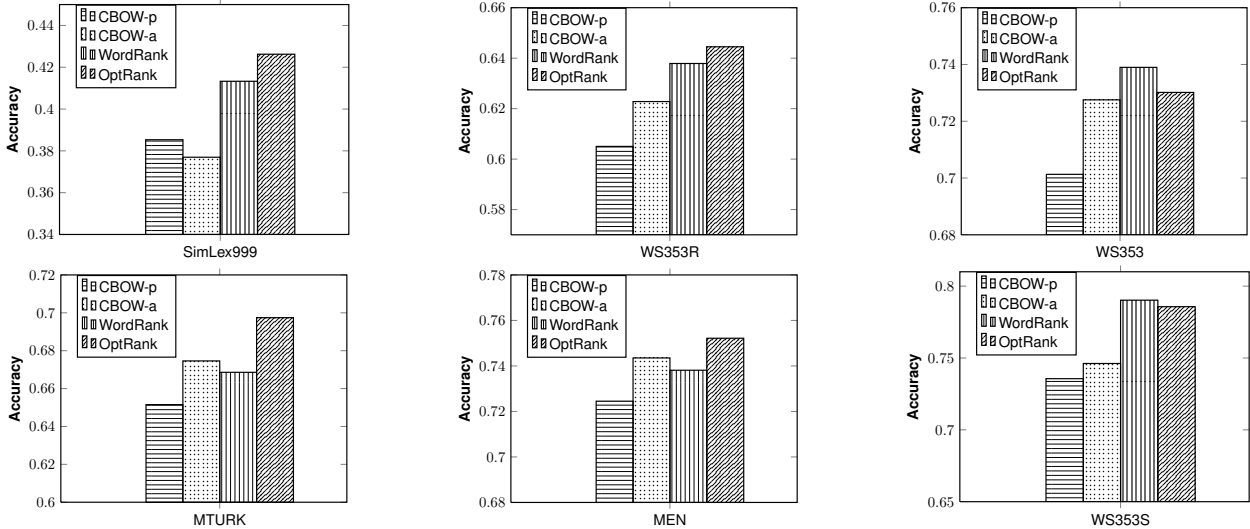 0.44
0.42
0.4
0.38
0.36
0.34
Accuracy
CBOW-p
CBOW-a
WordRank
OptRank
SimLex999
0.66
0.64
0.62
0.6
0.58
Accuracy
CBOW-p
CBOW-a
WordRank
OptRank
WS353R
0.76
0.74
0.72
0.7
0.68
Accuracy
CBOW-p
CBOW-a
WordRank
OptRank
WS353
0.72
0.7
0.68
0.66
0.64
0.62
0.6
Accuracy
CBOW-p
CBOW-a
WordRank
OptRank
MTURK
0.78
0.76
0.74
0.72
0.7
0.68
Accuracy
CBOW-p
CBOW-a
WordRank
OptRank
MEN
0.8
0.75
0.7
0.65
Accuracy
CBOW-p
CBOW-a
WordRank
OptRank
WS353S